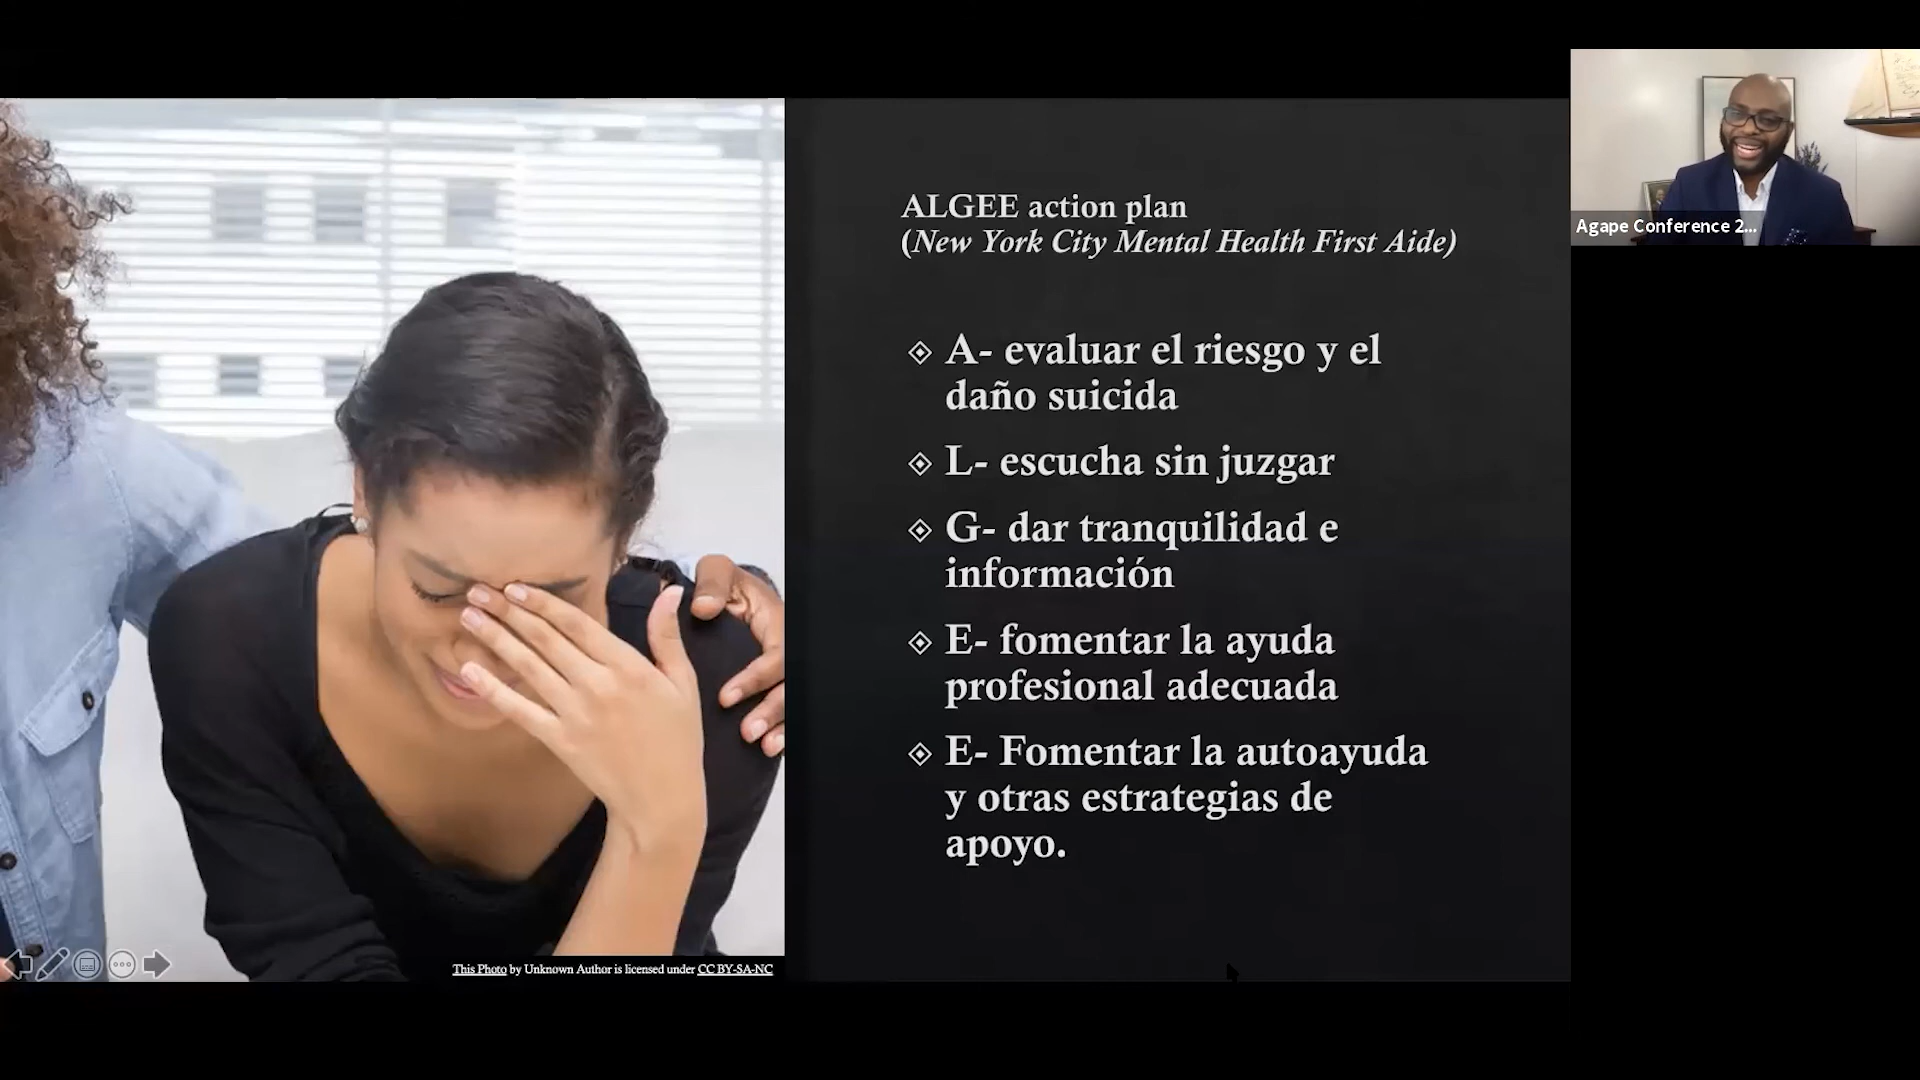 ALGEE action plan
(New York City Mental Health First Aide)
A- evaluar el riesgo y el
daño suicida
L- escucha sin juzgar
G- dar tranquilidad e
información
E- fomentar la ayuda
profesional adecuada
E- Fomentar la autoayuda
y otras estrategias de
apoyo.
This Photo by Unknown Author is licensed under CC BY-SA-NC
Agape Conference 2...